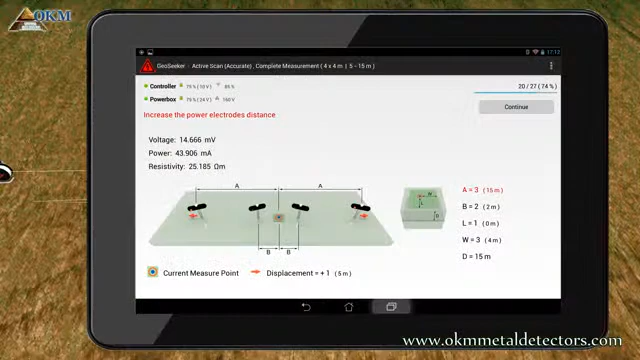 OKM
17:12
GeoSeeker - Active Scan (Accurate) , Complete Measurement ( 4 x 4 m | 5 – 15 m )
Controller 75 % ( 10 V ) 85 %
20 / 27 ( 74 % )
Powerbox 75 % ( 24 V ) 160 V
Continue
Increase the power electrodes distance
Voltage: 14.666 mV
Power: 43.906 mA
Resistivity: 25.185 Ωm
A A
W
L
D
B B
A = 3 (15 m)
B = 2 ( 2 m )
L = 1 ( 0 m )
W = 3 ( 4 m )
D = 15 m
Current Measure Point Displacement = + 1 ( 5 m )
www.okmmetaldetectors.com